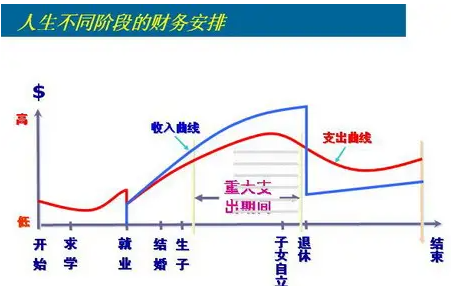 人生不同阶段的财务安排
$
高
收入曲线
支出曲线
重大支
出期间
低
开始
求学
就业
结婚
生子
子女自立
退休
结束